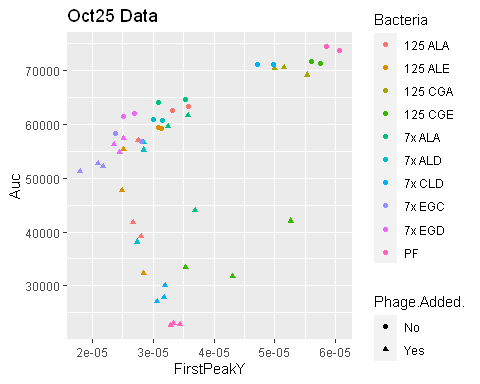 Oct25 Data
Auc
70000
60000
50000
40000
30000
2e-05 3e-05 4e-05 5e-05 6e-05
FirstPeakY
Bacteria
125 ALA
125 ALE
125 CGA
125 CGE
7x ALA
7x ALD
7x CLD
7x EGC
7x EGD
PF
Phage.Added.
No
Yes